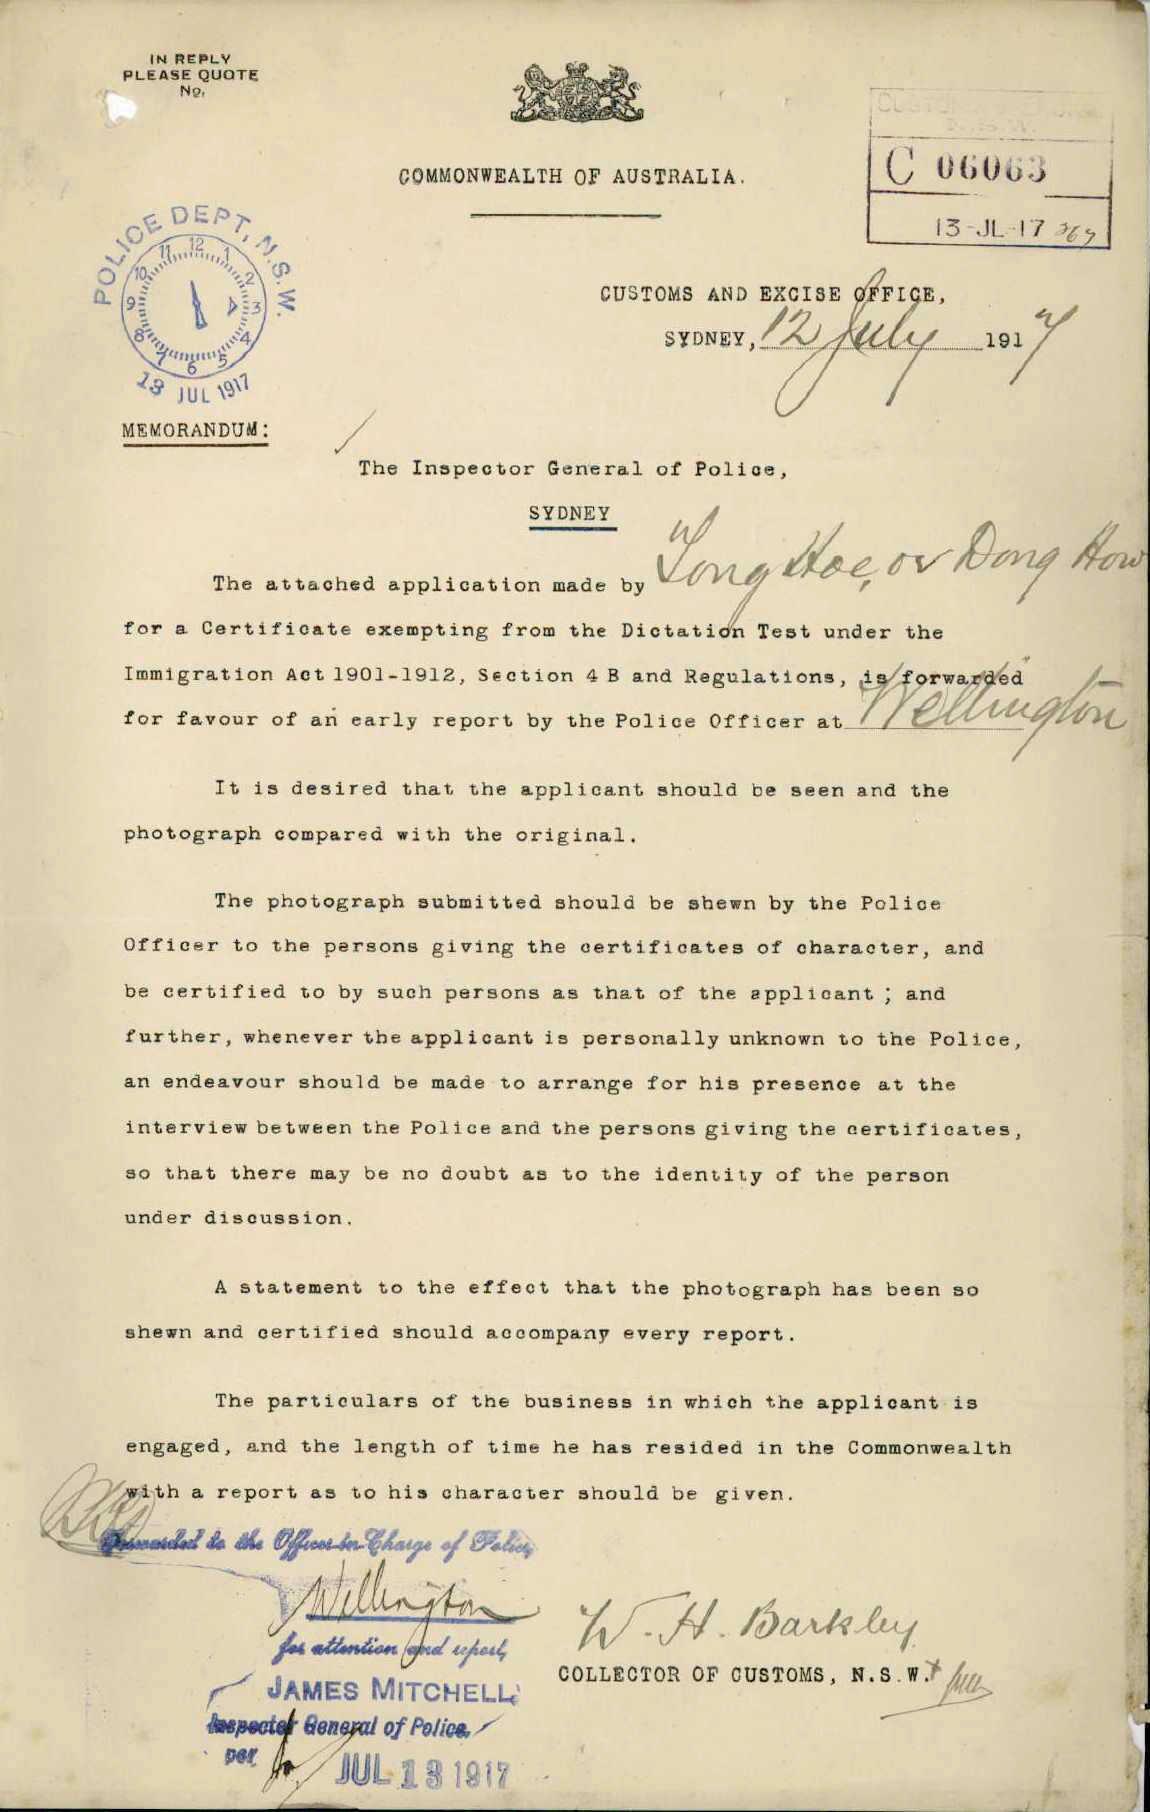 IN REPLY
PLEASE QUOTE
No.
C 06063
13-JL-17
COMMONWEALTH OF AUSTRALIA.
POLICE DEPT, N.S.W.
12 1 2 3 4 5 6 7 8 9 10 11
13 JUL 1917
CUSTOMS AND EXCISE OFFICE,
SYDNEY, 12 July 1917
MEMORANDUM:
The Inspector General of Police,
SYDNEY
The attached application made by Tong Hoe, or Dong How
for a Certificate exempting from the Dictation Test under the
Immigration Act 1901-1912, Section 4 B and Regulations, is forwarded
for favour of an early report by the Police Officer at Wellington
It is desired that the applicant should be seen and the
photograph compared with the original.
The photograph submitted should be shewn by the Police
Officer to the persons giving the certificates of character, and
be certified to by such persons as that of the applicant ; and
further, whenever the applicant is personally unknown to the Police,
an endeavour should be made to arrange for his presence at the
interview between the Police and the persons giving the certificates,
so that there may be no doubt as to the identity of the person
under discussion.
A statement to the effect that the photograph has been so
shewn and certified should accompany every report.
The particulars of the business in which the applicant is
engaged, and the length of time he has resided in the Commonwealth
with a report as to his character should be given.
Forwarded to the Officer-in-Charge of Police,
Wellington
for attention and report,
W. H. Barkley
COLLECTOR OF CUSTOMS, N.S.W.
JAMES MITCHELL,
Inspector General of Police.
per
JUL 13 1917